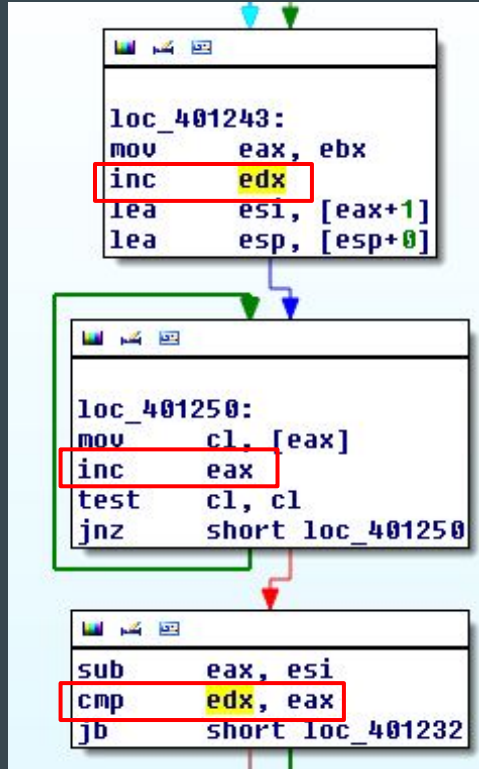 loc_401243:
mov eax, ebx
inc edx
lea esi, [eax+1]
lea esp, [esp+0]
loc_401250:
mov cl, [eax]
inc eax
test cl, cl
jnz short loc_401250
sub eax, esi
cmp edx, eax
jb short loc_401232